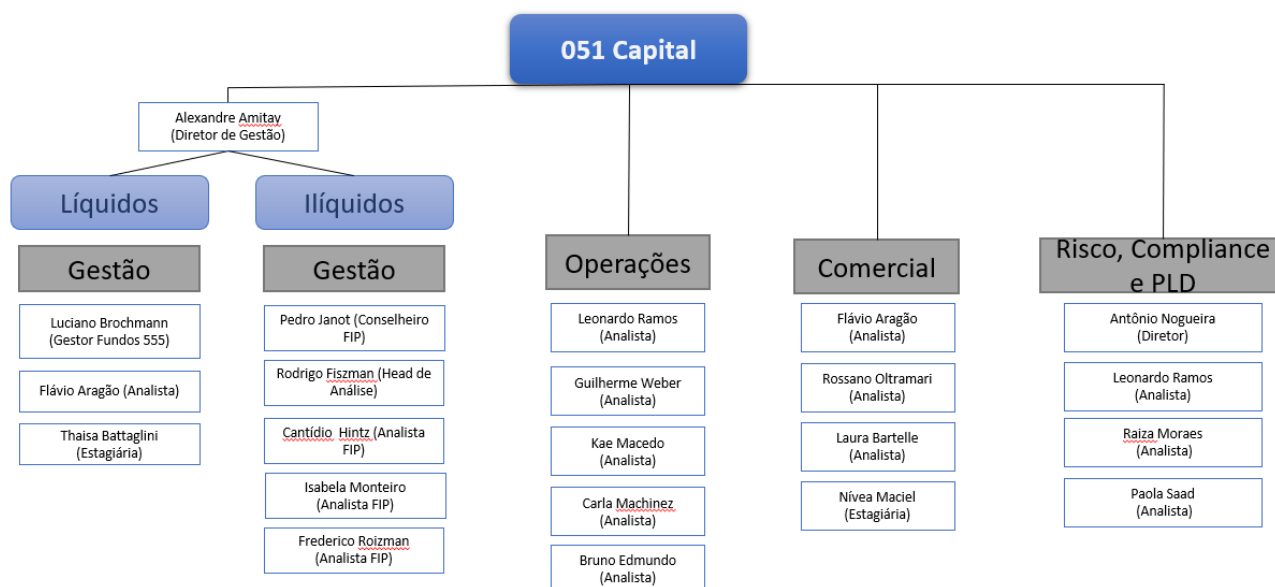 051 Capital
Alexandre Amitay
(Diretor de Gestão)
Líquidos
Ilíquidos
Gestão
Luciano Brochmann
(Gestor Fundos 555)
Flávio Aragão (Analista)
Thaisa Battaglini
(Estagiária)
Gestão
Pedro Janot (Conselheiro
FIP)
Rodrigo Fiszman (Head de
Análise)
Cantídio Hintz (Analista
FIP)
Isabela Monteiro
(Analista FIP)
Frederico Roizman
(Analista FIP)
Operações
Leonardo Ramos
(Analista)
Guilherme Weber
(Analista)
Kae Macedo
(Analista)
Carla Machinez
(Analista)
Bruno Edmundo
(Analista)
Comercial
Flávio Aragão
(Analista)
Rossano Oltramari
(Analista)
Laura Bartelle
(Analista)
Nívea Maciel
(Estagiária)
Risco, Compliance
e PLD
Antônio Nogueira
(Diretor)
Leonardo Ramos
(Analista)
Raiza Moraes
(Analista)
Paola Saad
(Analista)